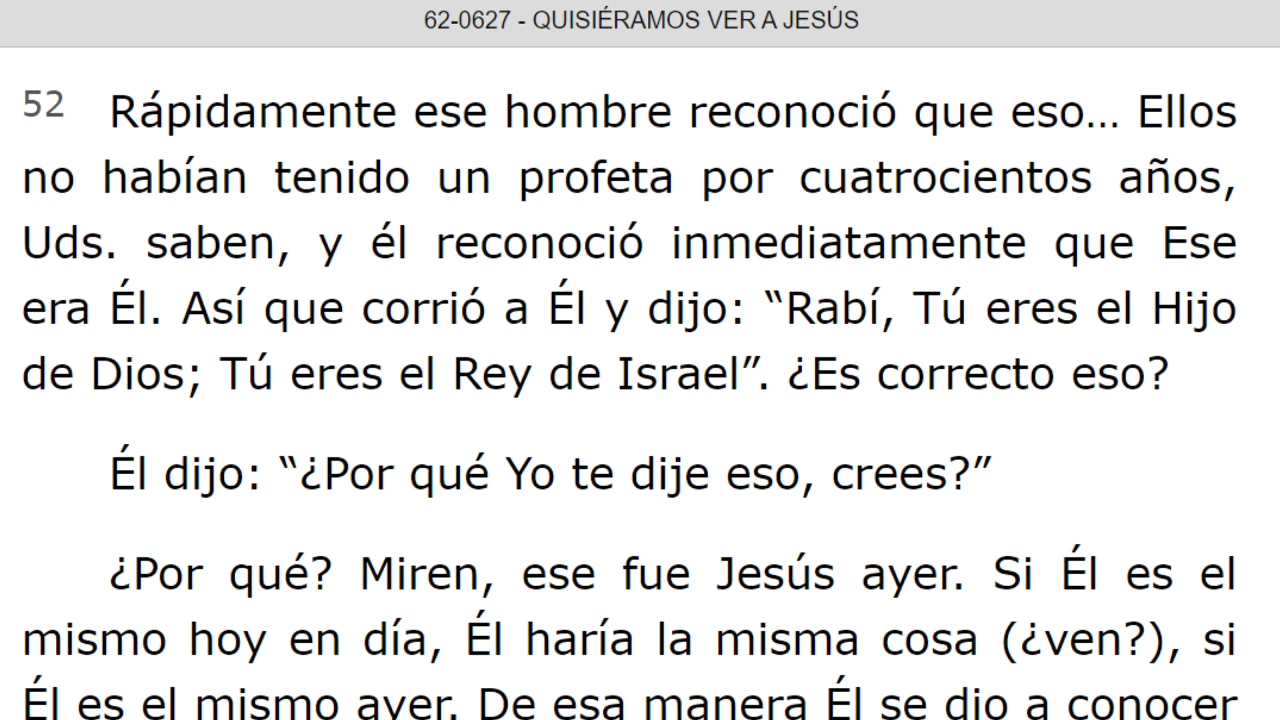 62-0627 - QUISIÉRAMOS VER A JESÚS
52 Rápidamente ese hombre reconoció que eso… Ellos
no habían tenido un profeta por cuatrocientos años,
Uds. saben, y él reconoció inmediatamente que Ese
era Él. Así que corrió a Él y dijo: “Rabí, Tú eres el Hijo
de Dios; Tú eres el Rey de Israel”. ¿Es correcto eso?
Él dijo: “¿Por qué Yo te dije eso, crees?”
¿Por qué? Miren, ese fue Jesús ayer. Si Él es el
mismo hoy en día, Él haría la misma cosa (¿ven?), si
Él es el mismo ayer. De esa manera Él se dio a conocer